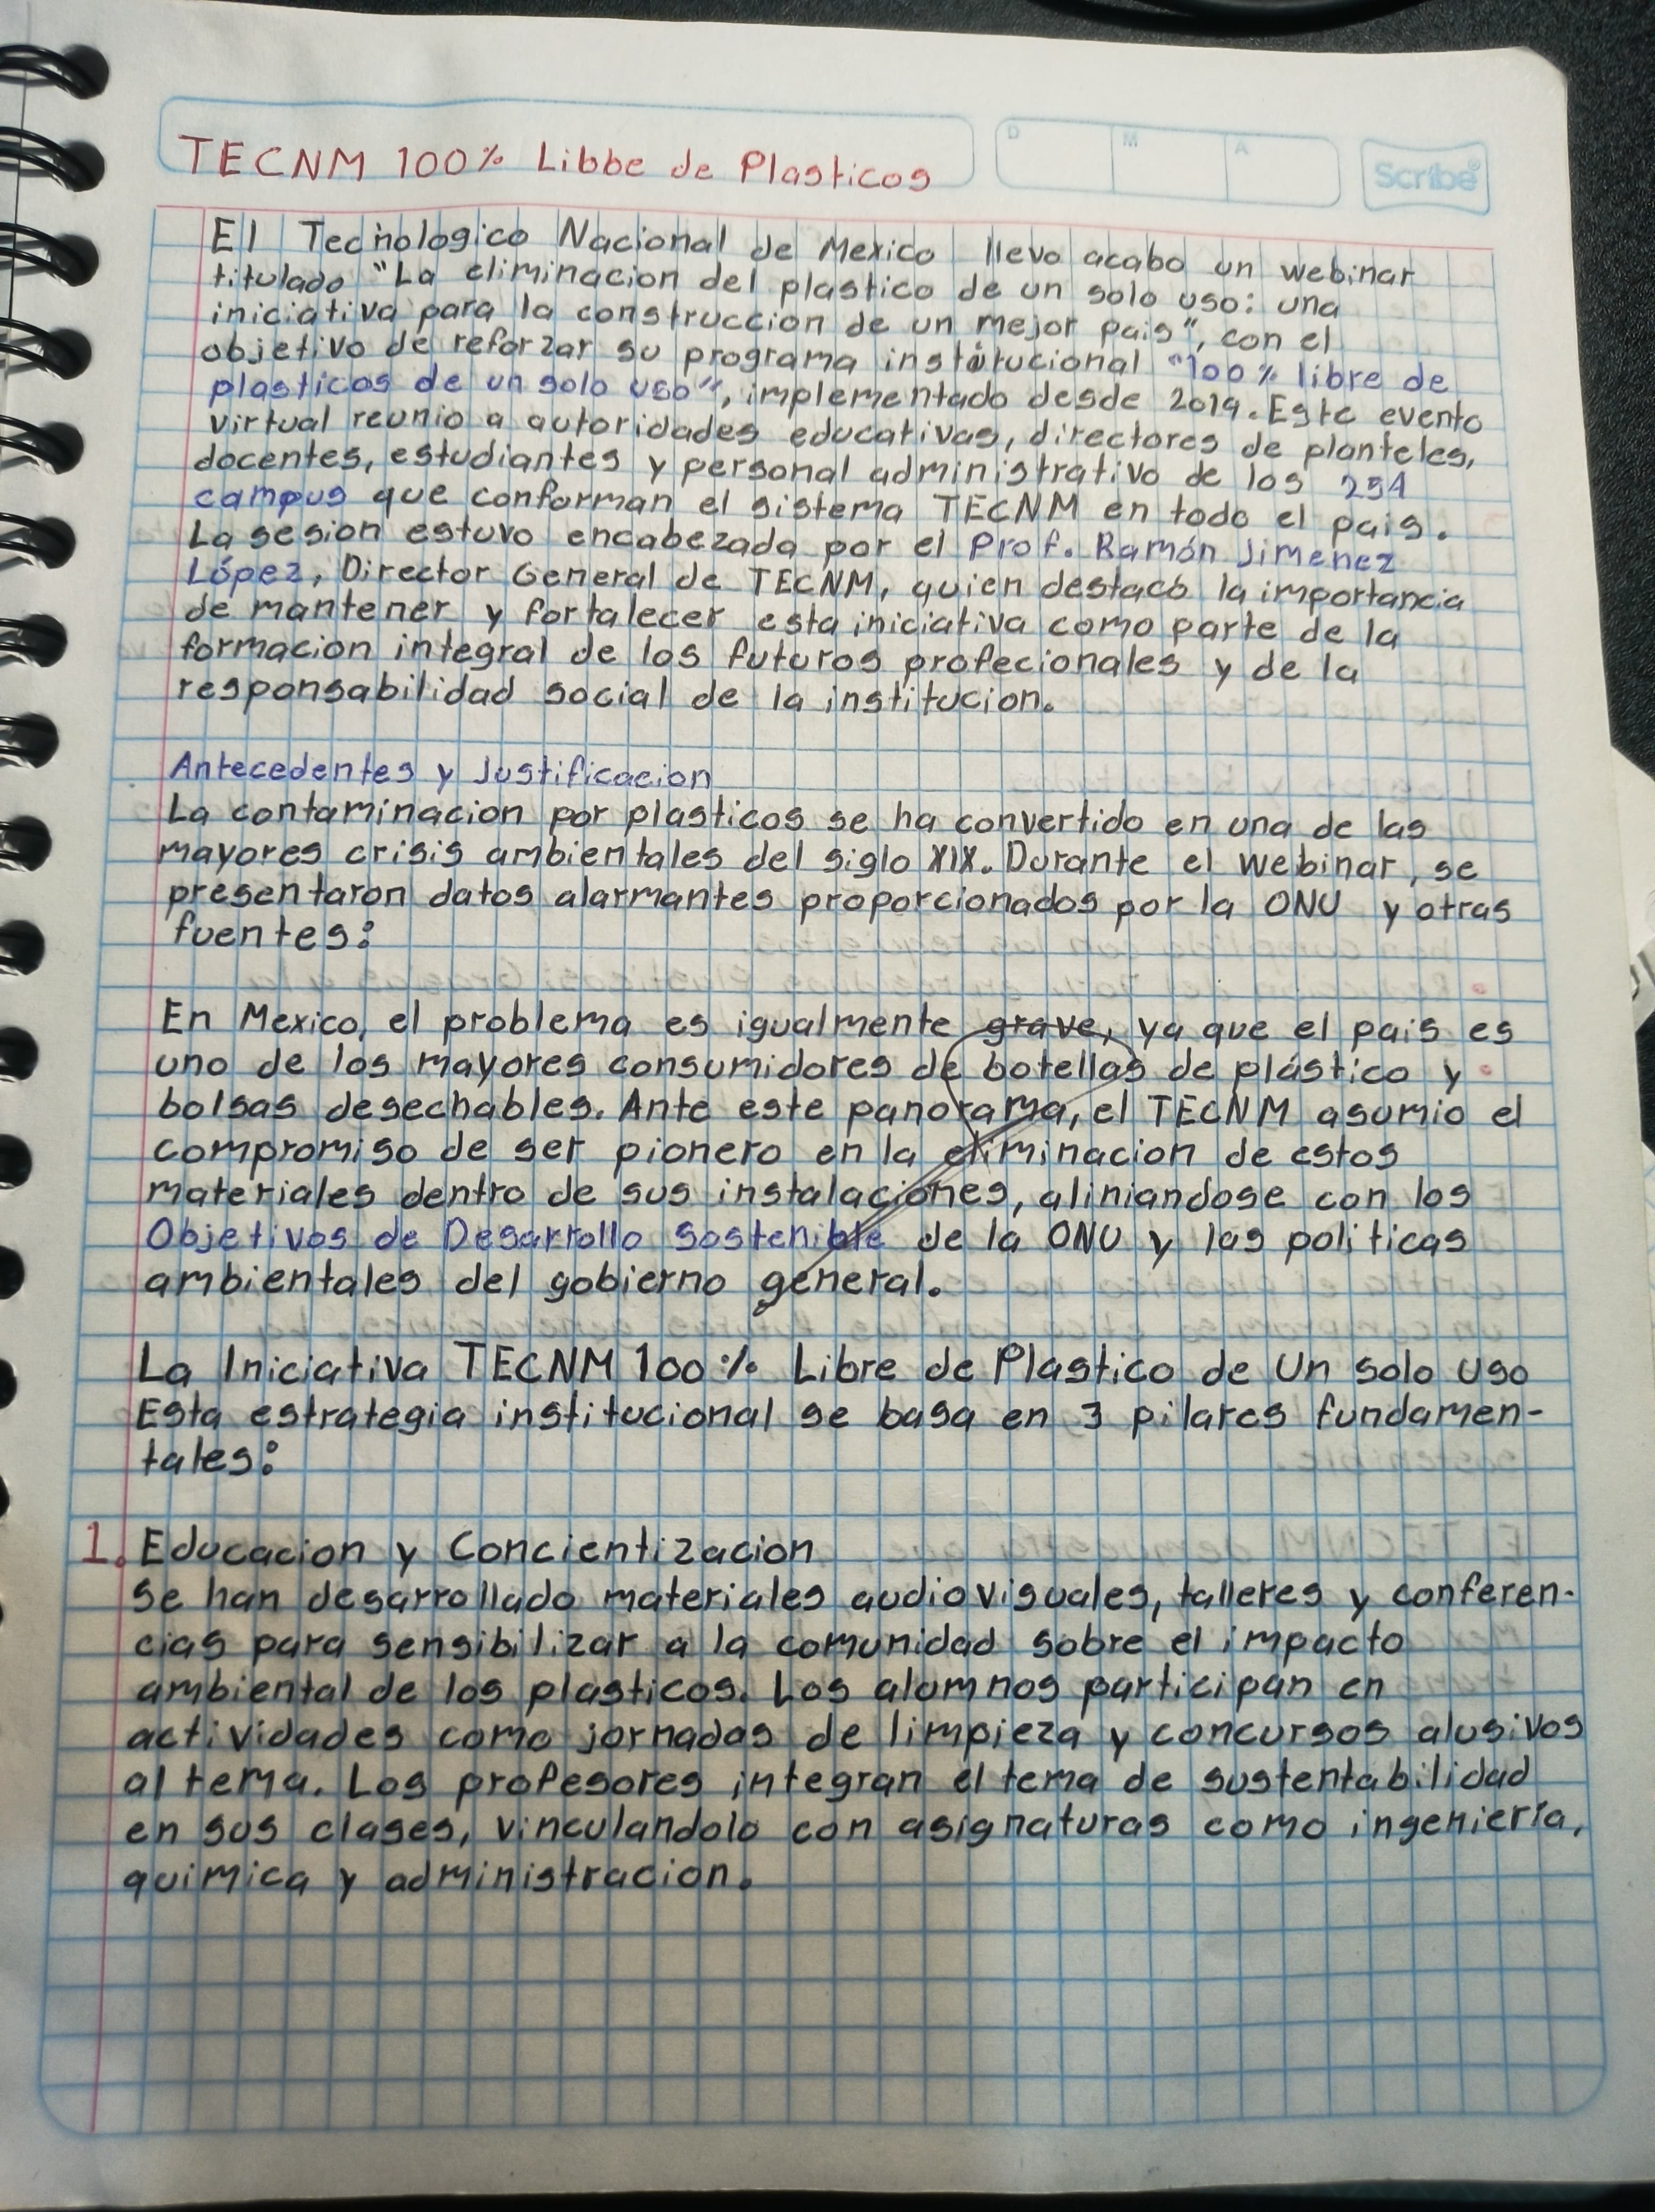 TECNM 100% Libbe de Plasticos
D M A
Scribe
El Tecnologico Nacional de Mexico llevo acabo un webinar
titulado "La eliminacion del plastico de un solo uso: una
iniciativa para la construccion de un mejor pais", con el
objetivo de reforzar su programa institucional "100% libre de
plasticos de un solo uso", implementado desde 2019. Este evento
virtual reunio a autoridades educativas, directores de planteles,
docentes, estudiantes y personal administrativo de los 254
campus que conforman el sistema TECNM en todo el pais.
La sesion estuvo encabezada por el Prof. Ramón Jimenez
López, Director General de TECNM, quien destacó la importancia
de mantener y fortalecer esta iniciativa como parte de la
formacion integral de los futuros profecionales y de la
responsabilidad social de la institucion.
Antecedentes y Justificacion
La contaminacion por plasticos se ha convertido en una de las
mayores crisis ambientales del siglo XIX. Durante el webinar, se
presentaron datos alarmantes proporcionados por la ONU y otras
fuentes:
En Mexico, el problema es igualmente grave, ya que el pais es
uno de los mayores consumidores de botellas de plástico y
bolsas desechables. Ante este panorama, el TECNM asumio el
compromiso de ser pionero en la eliminacion de estos
materiales dentro de sus instalaciones, aliniandose con los
Objetivos de Desarrollo Sostenible de la ONU y las politicas
ambientales del gobierno general.
La Iniciativa TECNM 100% Libre de Plastico de Un Solo Uso
Esta estrategia institucional se basa en 3 pilares fundamen-
tales:
1. Educacion y Concientizacion
Se han desarrollado materiales audiovisuales, talleres y conferen-
cias para sensibilizar a la comunidad sobre el impacto
ambiental de los plasticos. Los alumnos participan en
actividades como jornadas de limpieza y concursos alusivos
al tema. Los profesores integran el tema de sustentabilidad
en sus clases, vinculandolo con asignaturas como ingeniería,
quimica y administracion.